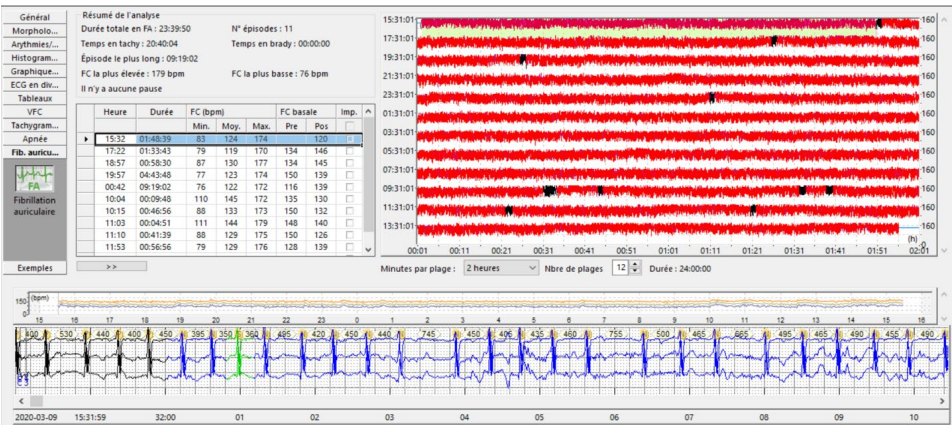 Général
Morpholo...
Arythmies/...
Histogram...
Graphique...
ECG en div...
Tableaux
VFC
Tachygram...
Apnée
Fib. auricu...
FA
Fibrillation
auriculaire
Exemples
Résumé de l'analyse
Durée totale en FA : 23:39:50 N° épisodes : 11
Temps en tachy : 20:40:04 Temps en brady : 00:00:00
Épisode le plus long : 09:19:02
FC la plus élevée : 179 bpm FC la plus basse : 76 bpm
Il n'y a aucune pause
Heure Durée FC (bpm) FC basale Imp.
Min. Moy. Max. Pre Pos
15:32 01:48:39 83 124 174 120
17:22 01:33:43 79 119 170 134 146
18:57 00:58:30 87 130 177 134 145
19:57 04:43:48 77 123 174 150 139
00:42 09:19:02 76 122 172 116 139
10:04 00:09:48 110 145 172 135 130
10:15 00:46:56 88 133 173 150 132
11:03 00:04:51 111 144 179 148 140
11:10 00:41:39 88 129 175 150 126
11:53 00:56:56 79 129 176 128 139
>>
15:31:01 160
17:31:01 160
19:31:01 160
21:31:01 160
23:31:01 160
01:31:01 160
03:31:01 160
05:31:01 160
07:31:01 160
09:31:01 160
11:31:01 160
13:31:01 160
(h) 0
00:01 00:11 00:21 00:31 00:41 00:51 01:01 01:11 01:21 01:31 01:41 01:51 02:01
Minutes par plage : 2 heures Nbre de plages 12 Durée : 24:00:00
150 (bpm)
15 16 17 18 19 20 21 22 23 0 1 2 3 4 5 6 7 8 9 10 11 12 13 14 15 16
400 530 440 400 450 395 350 360 495 420 450 440 745 450 406 435 460 755 500 465 665 495 465 490 455 490
2020-03-09 15:31:59 32:00 01 02 03 04 05 06 07 08 09 10